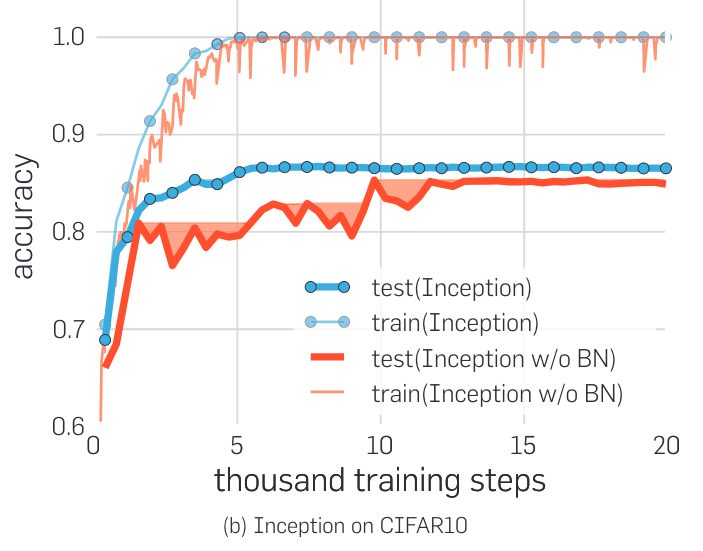 1.0
0.9
0.8
0.7
0.6
accuracy
test(Inception)
train(Inception)
test(Inception w/o BN)
train(Inception w/o BN)
0 5 10 15 20
thousand training steps
(b) Inception on CIFAR10